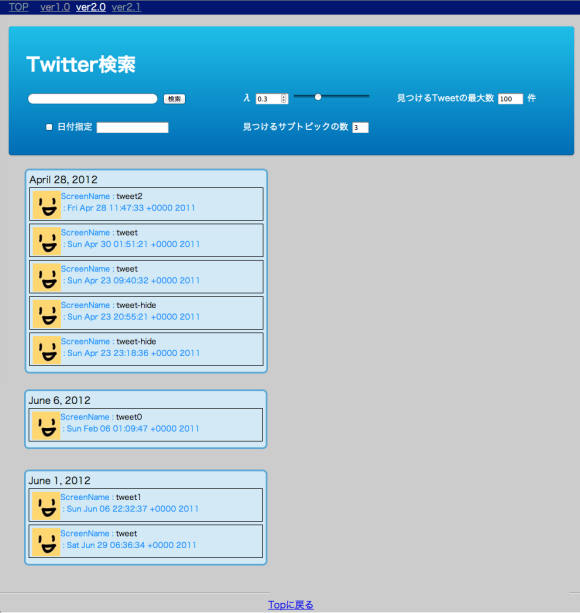 TOP ver1.0 ver2.0 ver2.1
Twitter検索
検索 λ 0.3 見つけるTweetの最大数 100 件
日付指定 見つけるサブトピックの数 3
April 28, 2012
ScreenName : tweet2
: Fri Apr 28 11:47:33 +0000 2011
ScreenName : tweet
: Sun Apr 30 01:51:21 +0000 2011
ScreenName : tweet
: Sun Apr 23 09:40:32 +0000 2011
ScreenName : tweet-hide
: Sun Apr 23 20:55:21 +0000 2011
ScreenName : tweet-hide
: Sun Apr 23 23:18:36 +0000 2011
June 6, 2012
ScreenName : tweet0
: Sun Feb 06 01:09:47 +0000 2011
June 1, 2012
ScreenName : tweet1
: Sun Jun 06 22:32:37 +0000 2011
ScreenName : tweet
: Sat Jun 29 06:36:34 +0000 2011
Topに戻る